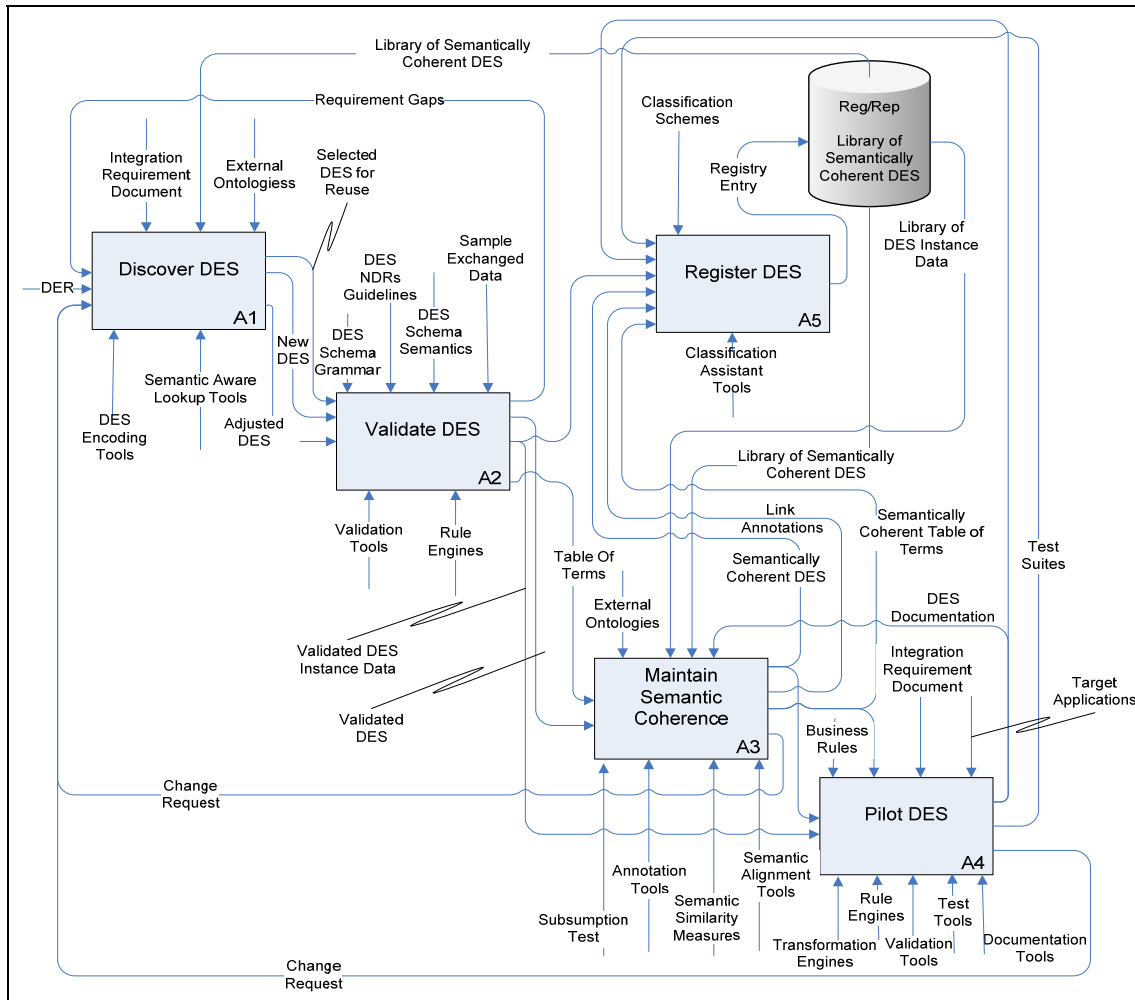 Library of Semantically
Coherent DES
Requirement Gaps
Integration
Requirement
Document
External
Ontologiess
Selected
DES for
Reuse
Classification
Schemes
Registry
Entry
Reg/Rep
Library of
Semantically
Coherent DES
Library of
DES Instance
Data
Discover DES
A1
DER
DES
Encoding
Tools
Semantic Aware
Lookup Tools
New
DES
Adjusted
DES
DES
Schema
Grammar
DES
NDRs
Guidelines
DES
Schema
Semantics
Sample
Exchanged
Data
Register DES
A5
Classification
Assistant
Tools
Validate DES
A2
Validation
Tools
Rule
Engines
Library of Semantically
Coherent DES
Link
Annotations
Semantically
Coherent DES
Semantically
Coherent Table of
Terms
Test
Suites
Table Of
Terms
External
Ontologies
DES
Documentation
Validated DES
Instance Data
Validated
DES
Maintain
Semantic
Coherence
A3
Integration
Requirement
Document
Target
Applications
Business
Rules
Change
Request
Pilot DES
A4
Subsumption
Test
Annotation
Tools
Semantic
Similarity
Measures
Semantic
Alignment
Tools
Transformation
Engines
Rule
Engines
Validation
Tools
Test
Tools
Documentation
Tools
Change
Request